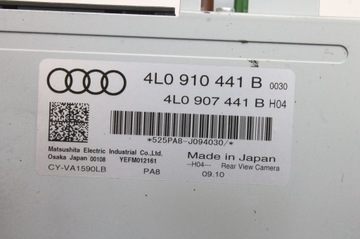 4L0 910 441 B 0030
4L0 907 441 B H04
*525PA8-J094030/*
Matsushita Electric Industrial Co.,Ltd.
Osaka Japan 00108 YEFM012161
CY-VA1590LB PA8
Made in Japan
---H04--- Rear View Camera
09.10